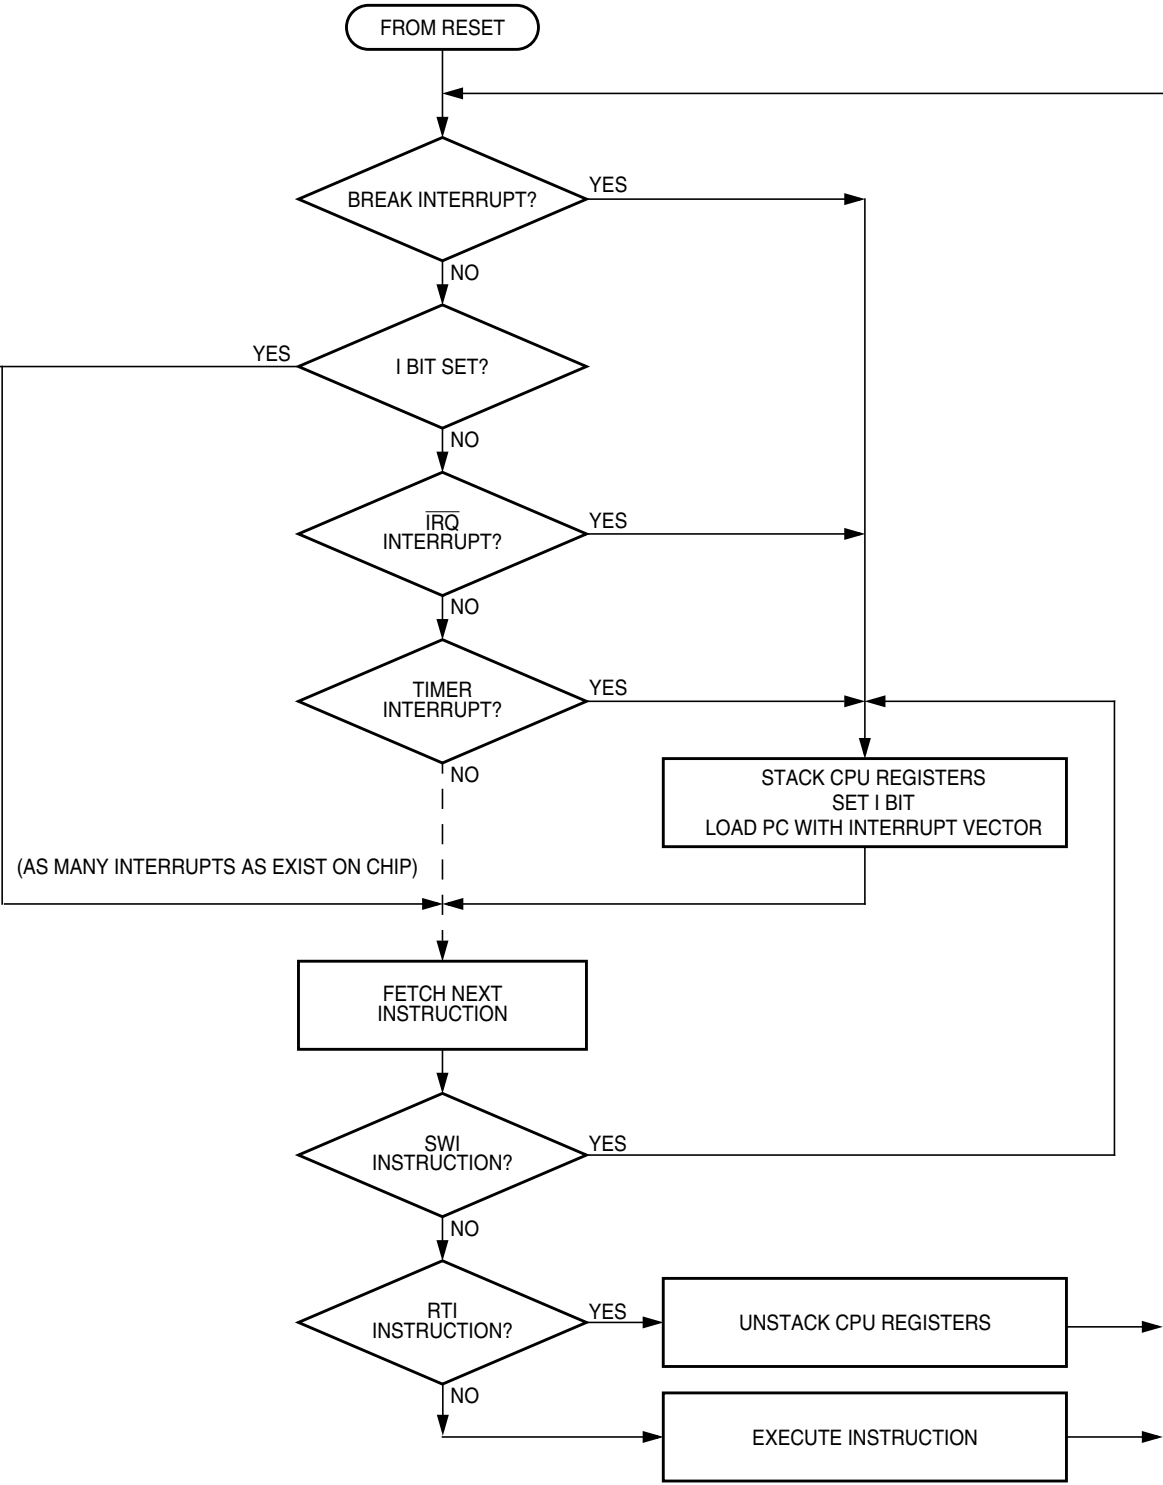 FROM RESET
BREAK INTERRUPT?
YES
NO
YES
I BIT SET?
NO
IRQ
INTERRUPT?
YES
NO
TIMER
INTERRUPT?
YES
NO
STACK CPU REGISTERS
SET I BIT
LOAD PC WITH INTERRUPT VECTOR
(AS MANY INTERRUPTS AS EXIST ON CHIP)
FETCH NEXT
INSTRUCTION
SWI
INSTRUCTION?
YES
NO
RTI
INSTRUCTION?
YES
UNSTACK CPU REGISTERS
NO
EXECUTE INSTRUCTION